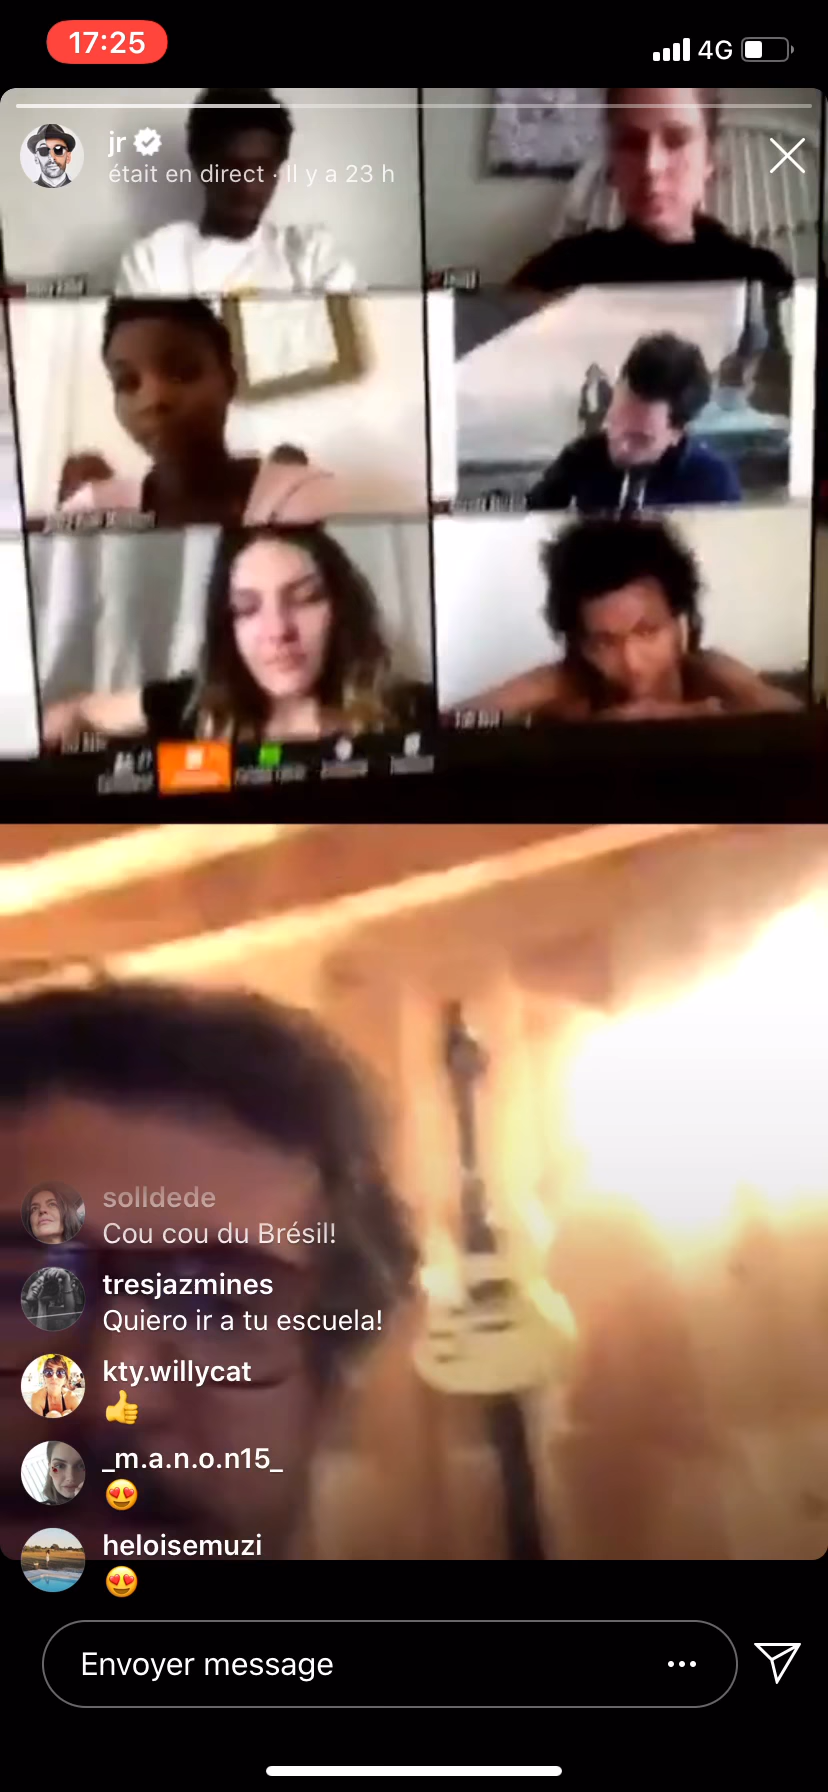 17:25
4G
jr
était en direct · Il y a 23 h
solldede
Cou cou du Brésil!
tresjazmines
Quiero ir a tu escuela!
kty.willycat
👍
_m.a.n.o.n15_
😍
heloisemuzi
😍
Envoyer message